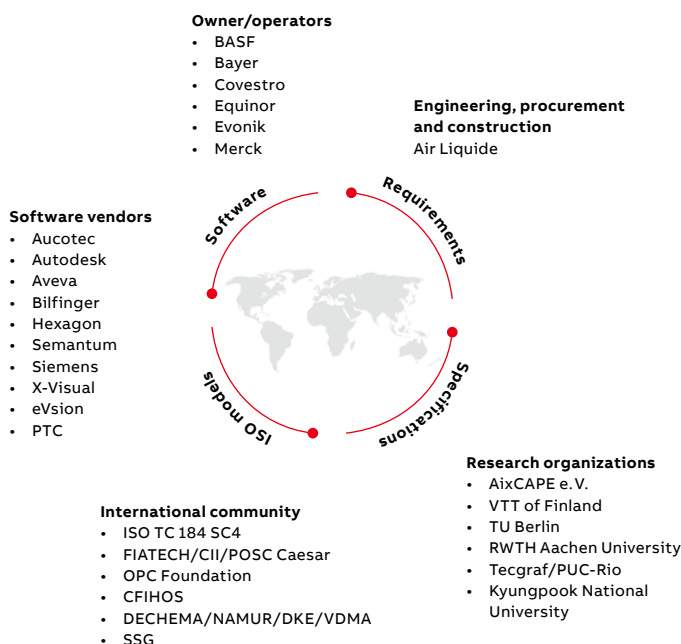 Owner/operators
• BASF
• Bayer
• Covestro
• Equinor
• Evonik
• Merck
Engineering, procurement
and construction
Air Liquide
Software
Requirements
Software vendors
• Aucotec
• Autodesk
• Aveva
• Bilfinger
• Hexagon
• Semantum
• Siemens
• X-Visual
• eVsion
• PTC
ISO models
Specifications
Research organizations
• AixCAPE e.V.
• VTT of Finland
• TU Berlin
• RWTH Aachen University
• Tecgraf/PUC-Rio
• Kyungpook National
University
International community
• ISO TC 184 SC4
• FIATECH/CII/POSC Caesar
• OPC Foundation
• CFIHOS
• DECHEMA/NAMUR/DKE/VDMA
• SSG